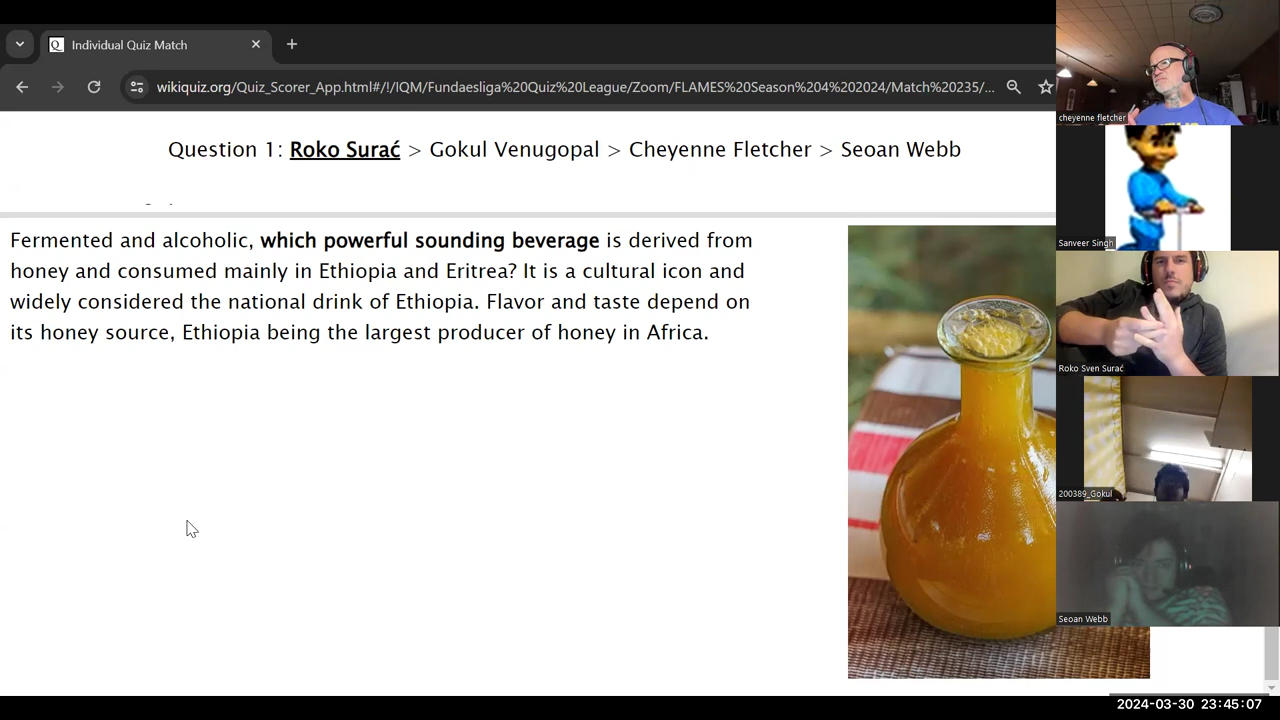 Individual Quiz Match
wikiquiz.org/Quiz_Scorer_App.html#/!/IQM/Fundaesliga%20Quiz%20League/Zoom/FLAMES%20Season%204%202024/Match%20235/...
Question 1: Roko Surać > Gokul Venugopal > Cheyenne Fletcher > Seoan Webb
Fermented and alcoholic, which powerful sounding beverage is derived from
honey and consumed mainly in Ethiopia and Eritrea? It is a cultural icon and
widely considered the national drink of Ethiopia. Flavor and taste depend on
its honey source, Ethiopia being the largest producer of honey in Africa.
cheyenne fletcher
Sanveer Singh
Roko Sven Surać
200389_Gokul
Seoan Webb
2024-03-30 23:45:07